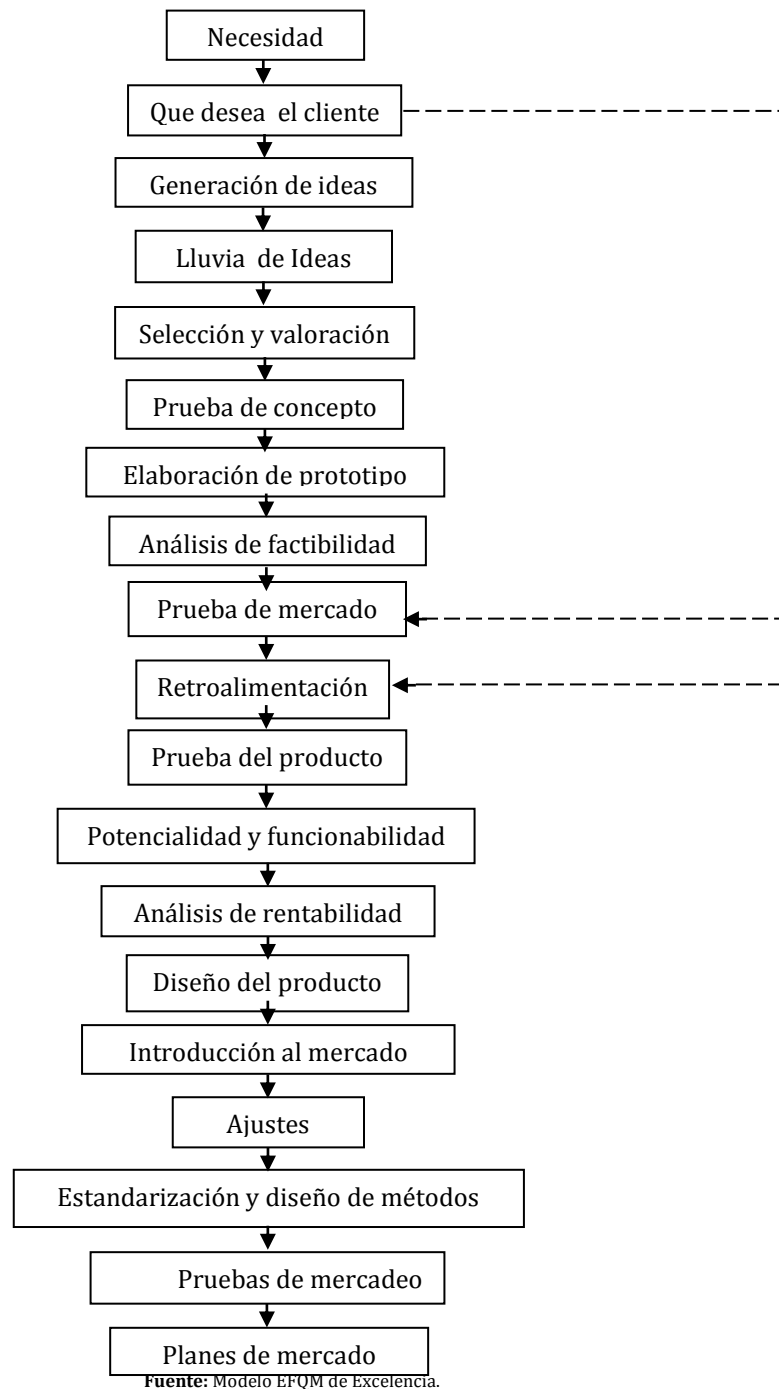 Necesidad
Que desea el cliente
Generación de ideas
Lluvia de Ideas
Selección y valoración
Prueba de concepto
Elaboración de prototipo
Análisis de factibilidad
Prueba de mercado
Retroalimentación
Prueba del producto
Potencialidad y funcionabilidad
Análisis de rentabilidad
Diseño del producto
Introducción al mercado
Ajustes
Estandarización y diseño de métodos
Pruebas de mercadeo
Planes de mercado
Fuente: Modelo EFQM de Excelencia.